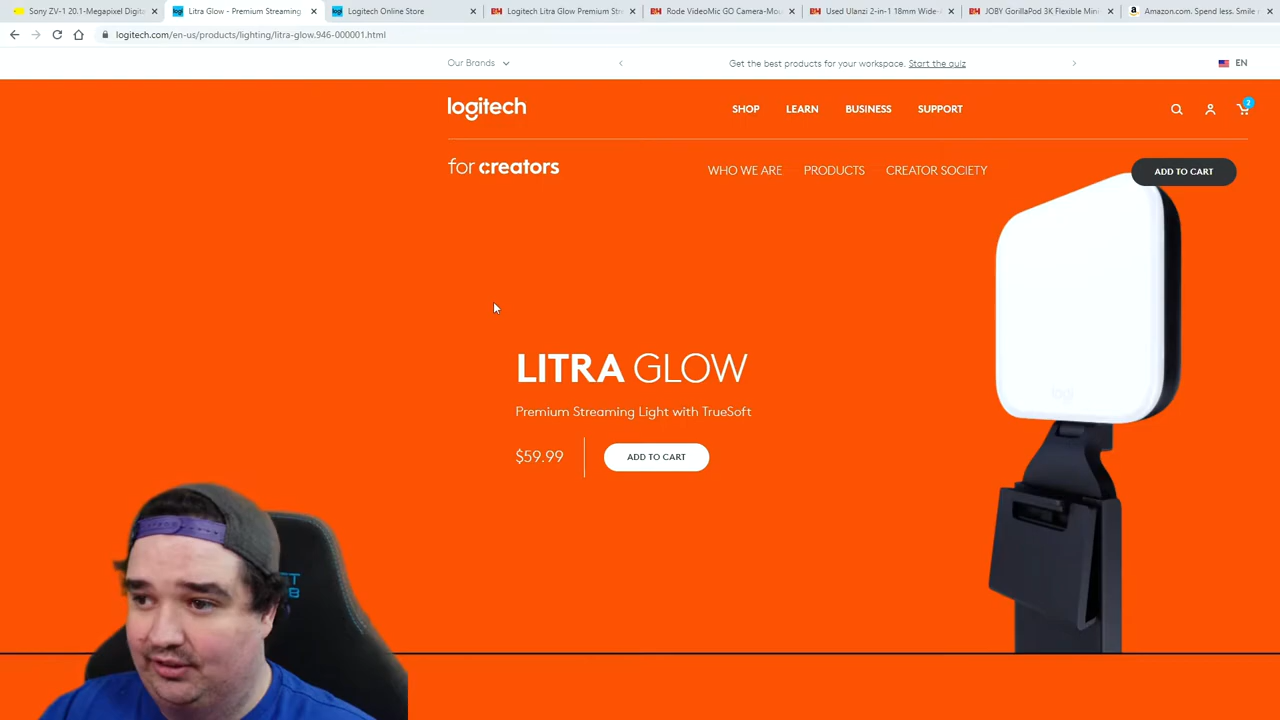 Sony ZV-1 20.1-Megapixel Digita
Litra Glow - Premium Streaming
Logitech Online Store
Logitech Litra Glow Premium Str
Rode VideoMic GO Camera-Mou
Used Ulanzi 2-in-1 18mm Wide-
JOBY GorillaPod 3K Flexible Min
Amazon.com. Spend less. Smile
logitech.com/en-us/products/lighting/litra-glow.946-000001.html
Our Brands
Get the best products for your workspace. Start the quiz
EN
logitech
SHOP
LEARN
BUSINESS
SUPPORT
2
for creators
WHO WE ARE
PRODUCTS
CREATOR SOCIETY
ADD TO CART
logi
LITRA GLOW
Premium Streaming Light with TrueSoft
$59.99
ADD TO CART